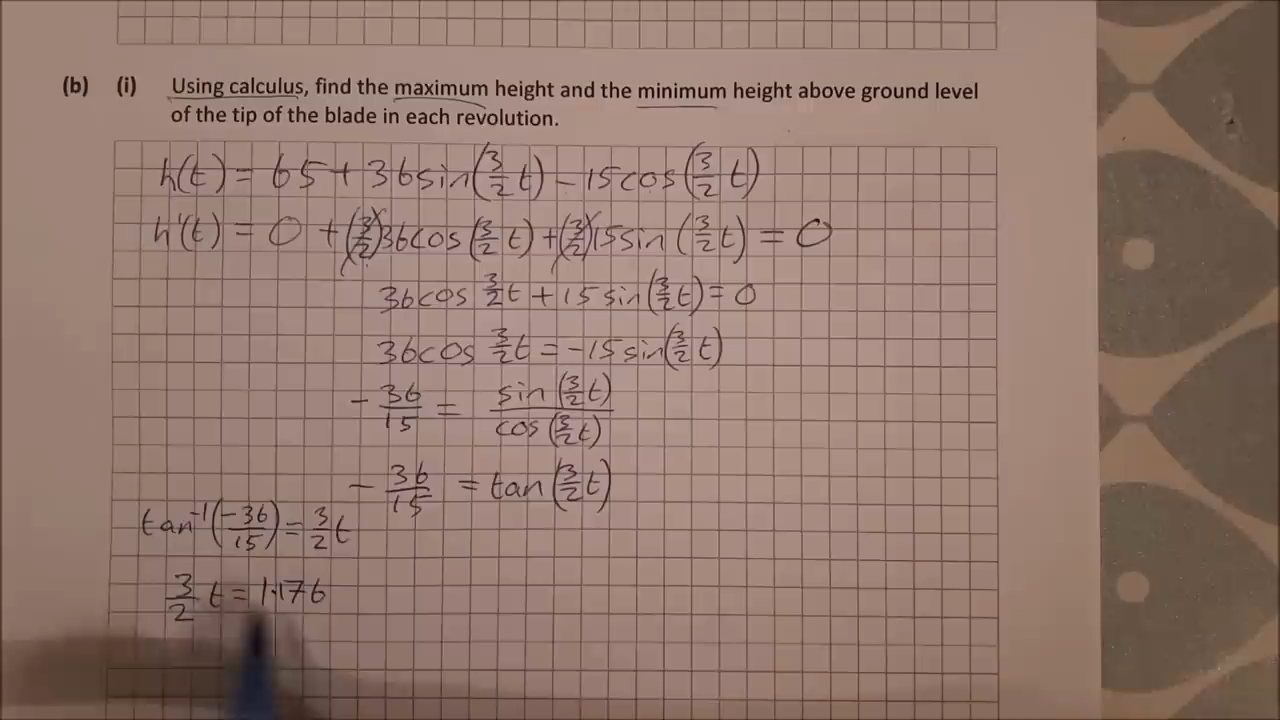 (b) (i) Using calculus, find the maximum height and the minimum height above ground level
of the tip of the blade in each revolution.
h(t) = 65 + 36sin(3/2 t) - 15cos(3/2 t)
h'(t) = 0 + (3/2)36cos(3/2 t) + (3/2)15sin(3/2 t) = 0
36cos 3/2 t + 15 sin(3/2 t) = 0
36cos 3/2 t = -15 sin(3/2 t)
- 36/15 = sin(3/2 t)/cos(3/2 t)
- 36/15 = tan(3/2 t)
tan⁻¹(-36/15) = 3/2 t
3/2 t = 1.176